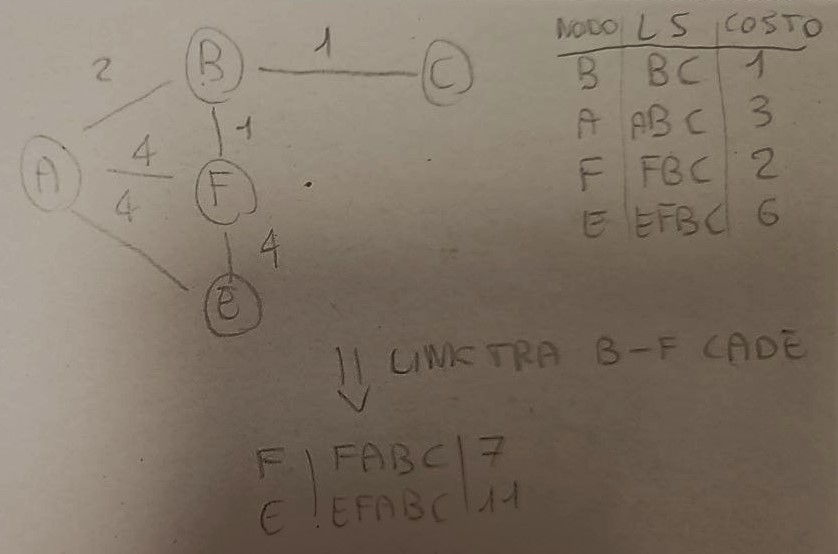 NODO LS COSTO
B BC 1
A ABC 3
F FBC 2
E EFBC 6
1
2 B C
1
4
A F
4
4
E
LINK TRA B-F CADE
F FABC 7
E EFABC 11